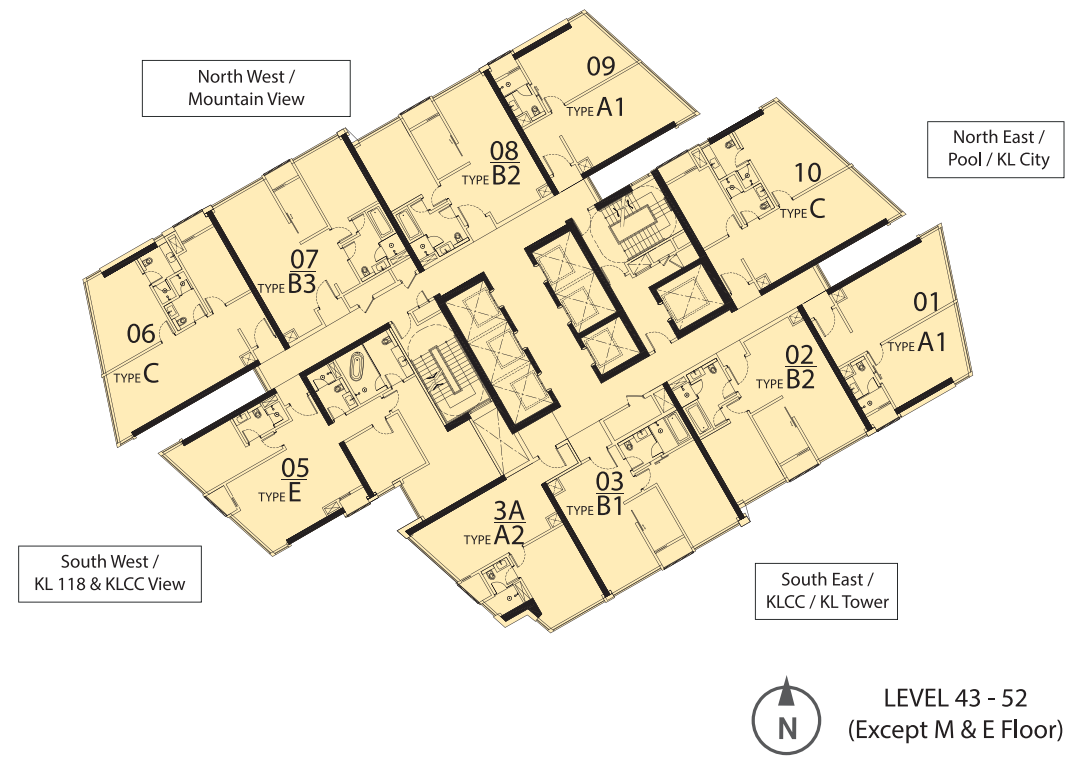 North West /
Mountain View
09
TYPE A1
08
TYPE B2
North East /
Pool / KL City
10
TYPE C
07
TYPE B3
06
TYPE C
01
TYPE A1
02
TYPE B2
05
TYPE E
03
TYPE B1
3A
TYPE A2
South West /
KL 118 & KLCC View
South East /
KLCC / KL Tower
N
LEVEL 43 - 52
(Except M & E Floor)